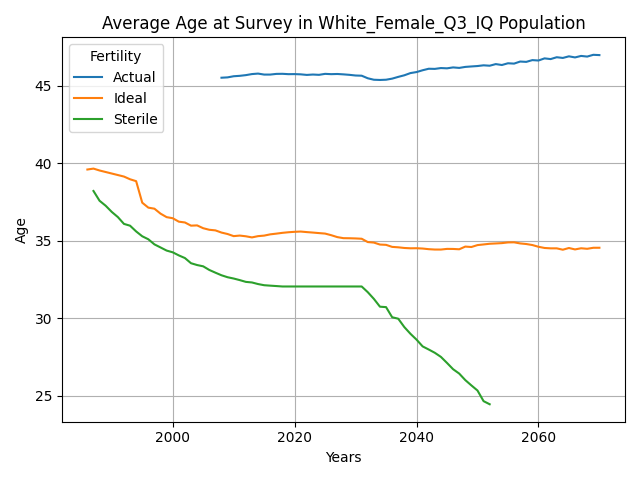 Average Age at Survey in White_Female_Q3_IQ Population
Fertility
Actual
Ideal
Sterile
45
40
35
30
25
Age
2000
2020
2040
2060
Years